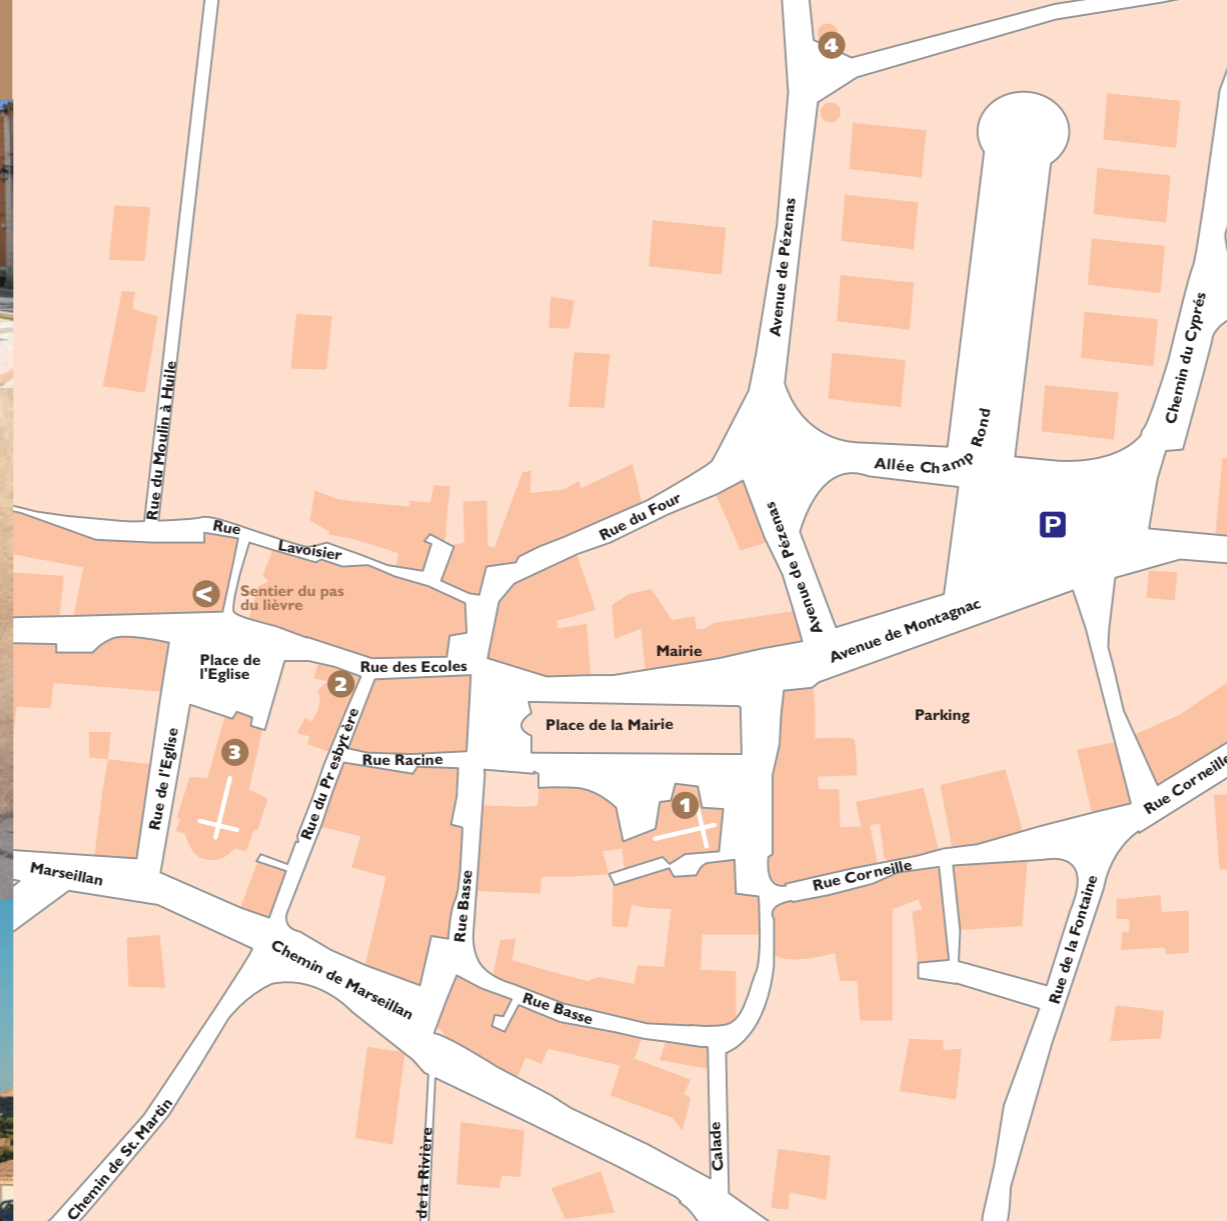 4
Avenue de Pézenas
Chemin du Cyprés
Rue du Moulin à Huile
Allée Champ Rond
Rue du Four
Avenue de Pézenas
P
Rue
Lavoisier
<
Sentier du pas
du lièvre
Avenue de Montagnac
Mairie
Place de
l'Eglise
Rue des Ecoles
2
Place de la Mairie
Parking
3
Rue de l'Eglise
Rue du Pr esbyt ère
Rue Racine
1
Rue Corneille
Rue Corneille
Marseillan
Rue Basse
Rue de la Fontaine
Chemin de Marseillan
Rue Basse
Chemin de St. Martin
de la Rivière
Calade